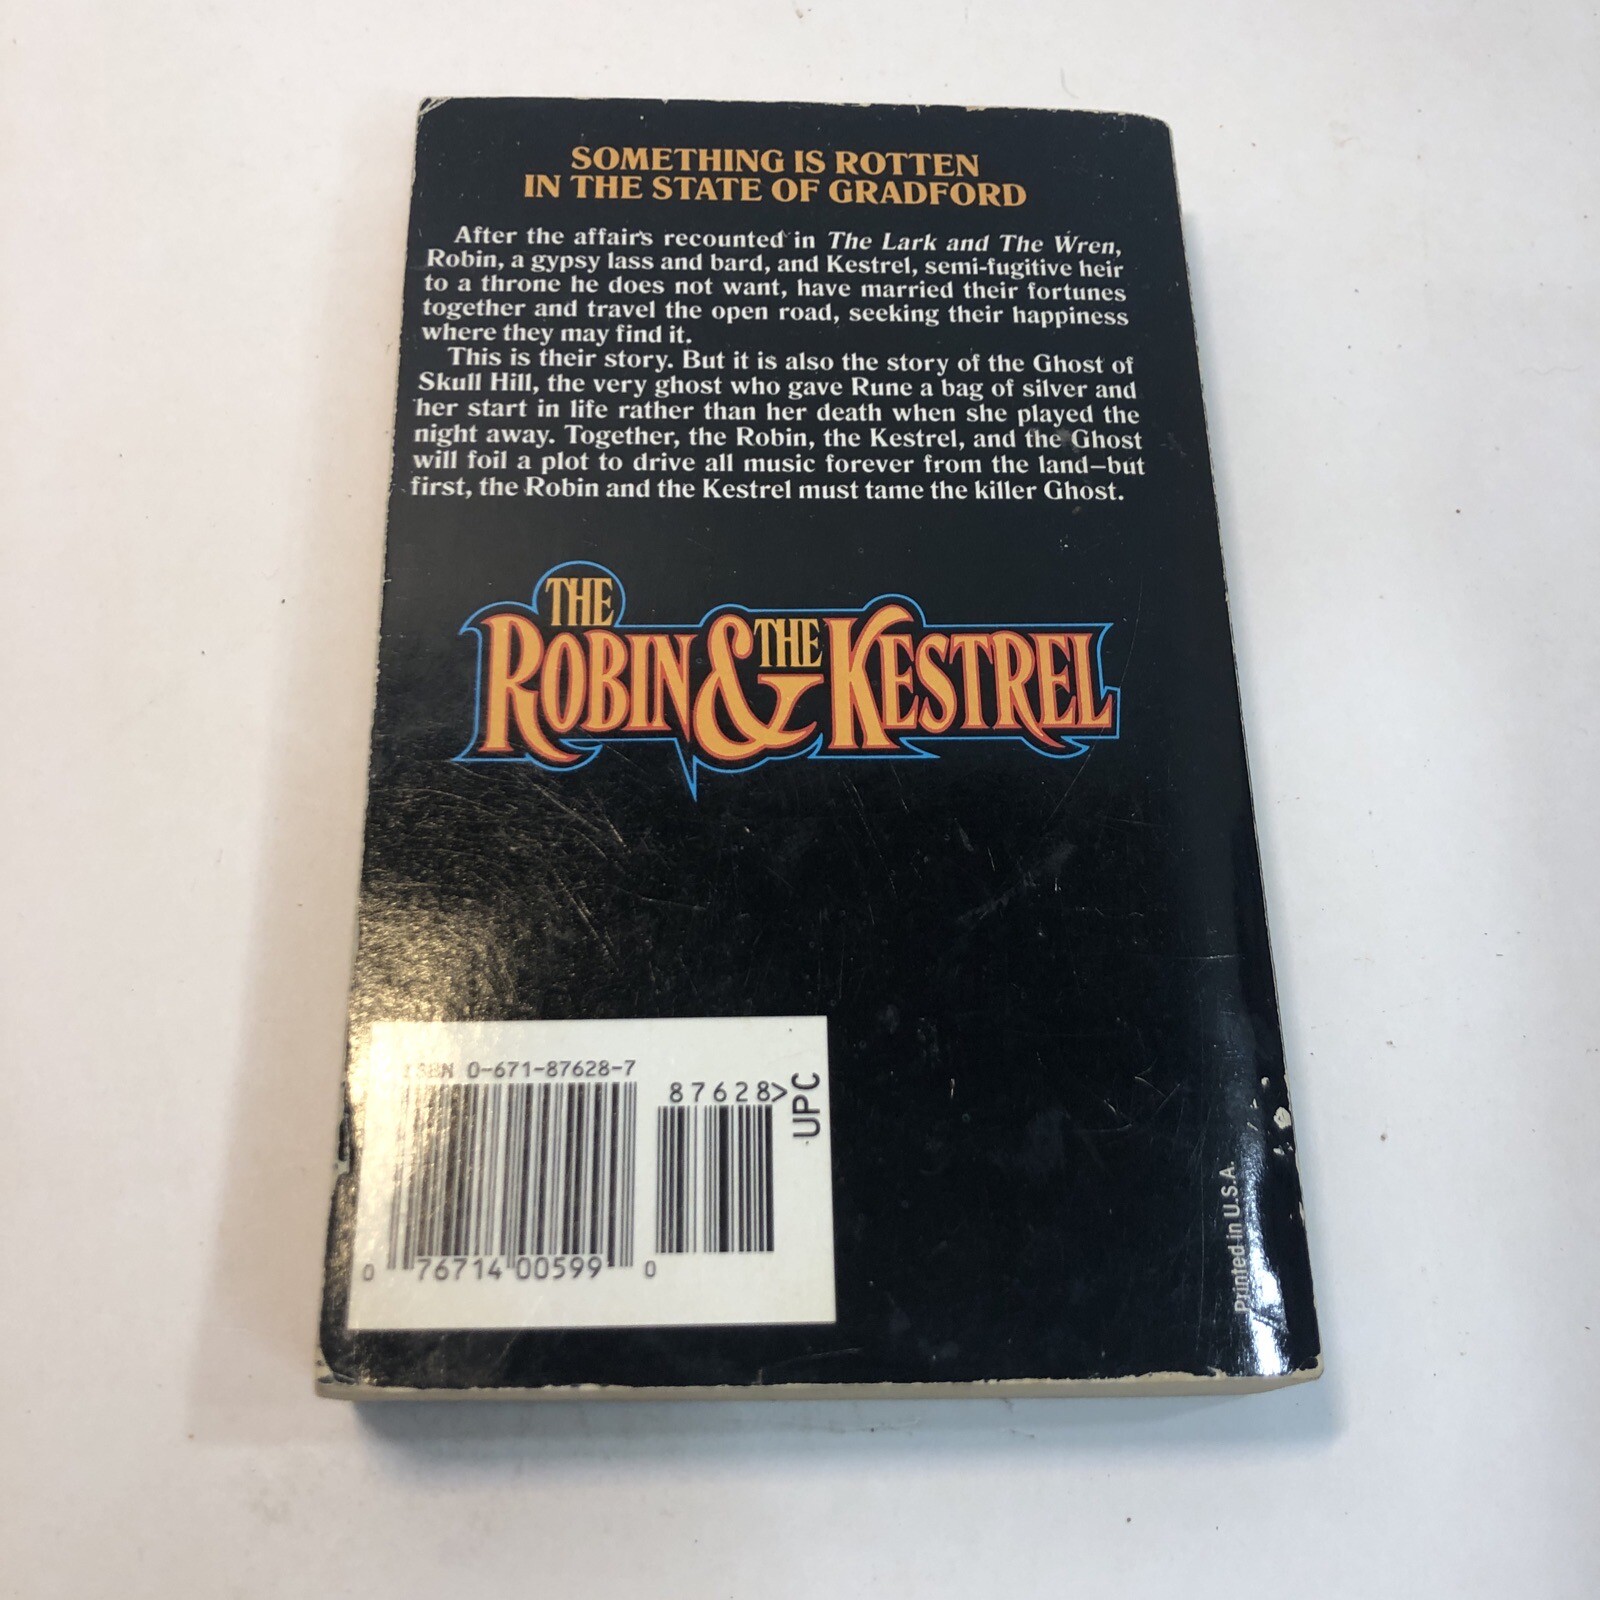 SOMETHING IS ROTTEN
IN THE STATE OF GRADFORD
After the affairs recounted in The Lark and The Wren,
Robin, a gypsy lass and bard, and Kestrel, semi-fugitive heir
to a throne he does not want, have married their fortunes
together and travel the open road, seeking their happiness
where they may find it.
This is their story. But it is also the story of the Ghost of
Skull Hill, the very ghost who gave Rune a bag of silver and
her start in life rather than her death when she played the
night away. Together, the Robin, the Kestrel, and the Ghost
will foil a plot to drive all music forever from the land—but
first, the Robin and the Kestrel must tame the killer Ghost.
THE
ROBIN & THE KESTREL
ISBN 0-671-87628-7
87628>
UPC
0 76714 00599 0
Printed in U.S.A.